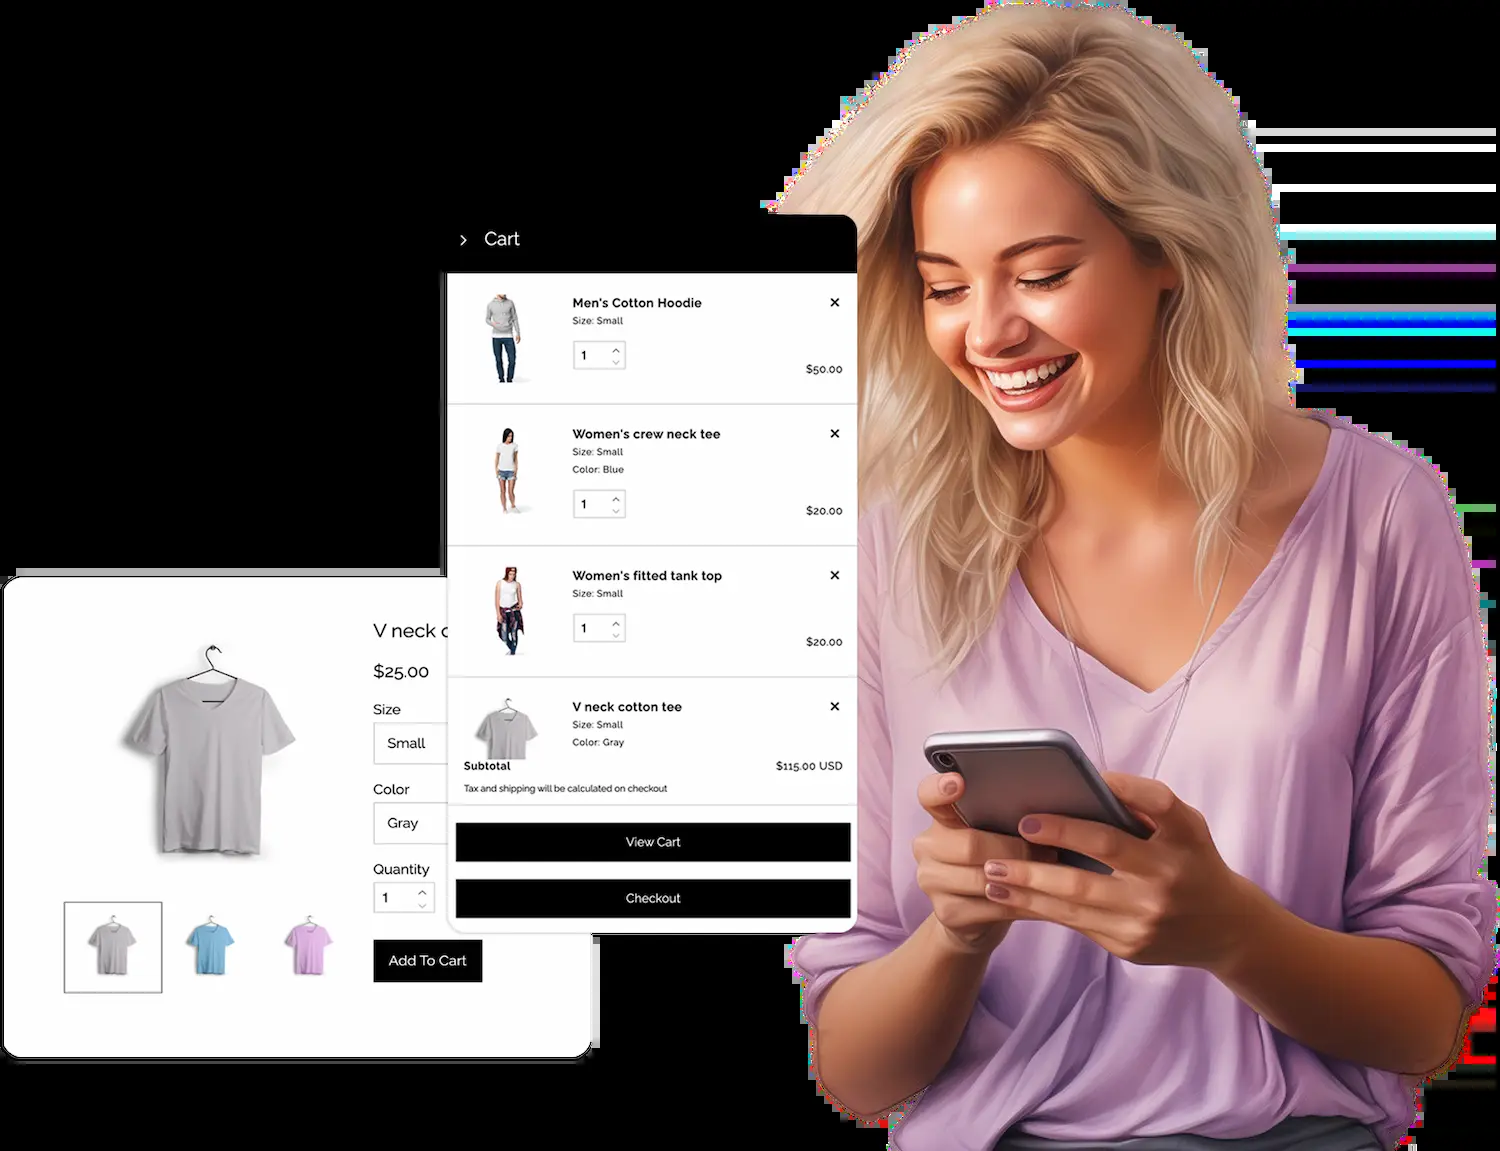 Cart
Men's Cotton Hoodie
Size: Small
1
$50.00
Women's crew neck tee
Size: Small
Color: Blue
1
$20.00
Women's fitted tank top
Size: Small
1
$20.00
V neck cotton tee
Size: Small
Color: Gray
Subtotal
$115.00 USD
Tax and shipping will be calculated on checkout
View Cart
Checkout
V neck c
$25.00
Size
Small
Color
Gray
Quantity
1
Add To Cart